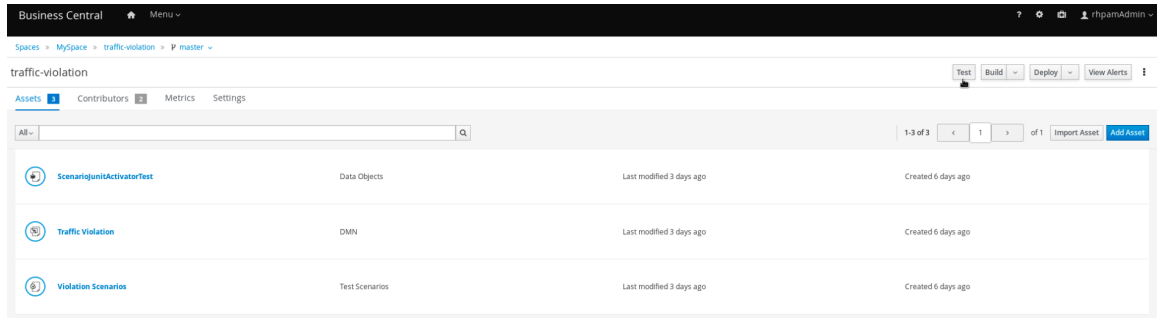 Business Central Menu ? rhpamAdmin
Spaces » MySpace » traffic-violation » master
traffic-violation Test Build Deploy View Alerts
Assets 3 Contributors 2 Metrics Settings
All 1-3 of 3 < 1 > of 1 Import Asset Add Asset
ScenarioJunitActivatorTest Data Objects Last modified 3 days ago Created 6 days ago
Traffic Violation DMN Last modified 3 days ago Created 6 days ago
Violation Scenarios Test Scenarios Last modified 3 days ago Created 6 days ago